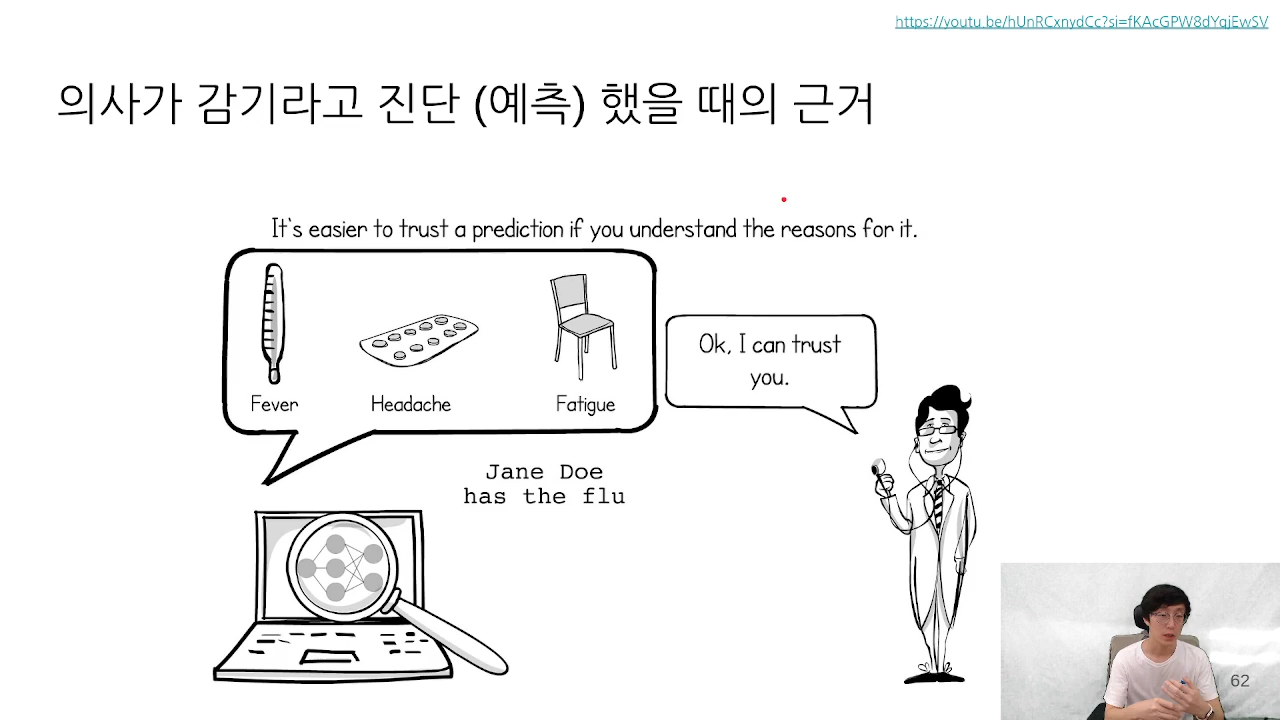 https://youtu.be/hUnRCxnydCc?si=fKAcGPW8dYqjEwSV
의사가 감기라고 진단 (예측) 했을 때의 근거
It's easier to trust a prediction if you understand the reasons for it.
Fever
Headache
Fatigue
Ok, I can trust
you.
Jane Doe
has the flu
62